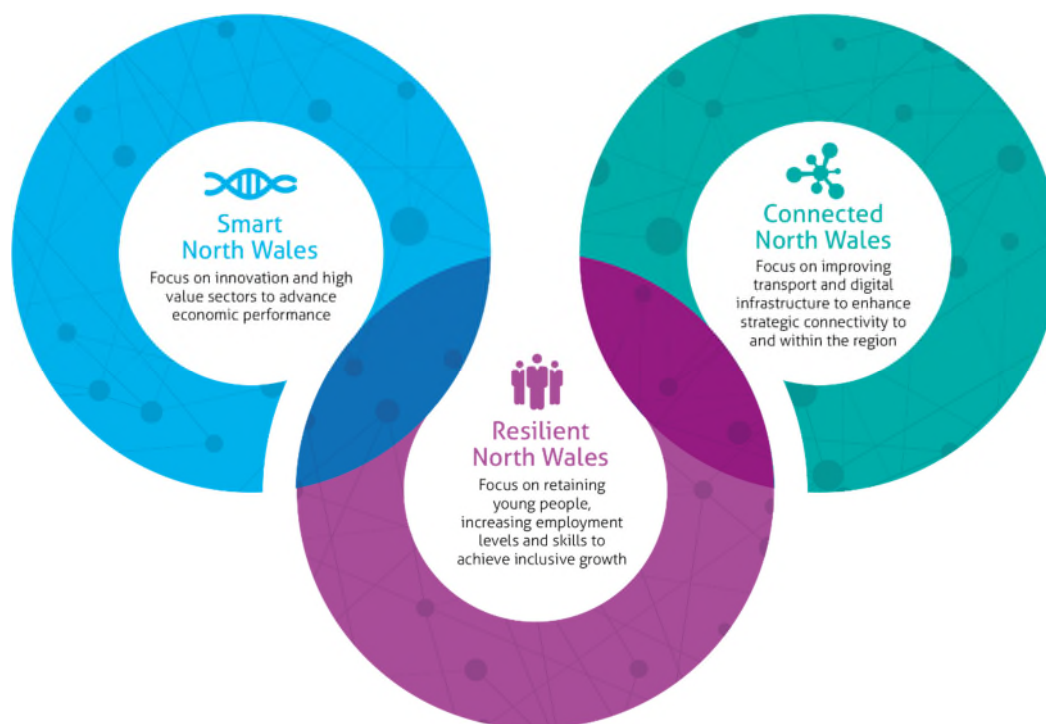 Smart
North Wales
Focus on innovation and high
value sectors to advance
economic performance
Connected
North Wales
Focus on improving
transport and digital
infrastructure to enhance
strategic connectivity to
and within the region
Resilient
North Wales
Focus on retaining
young people,
increasing employment
levels and skills to
achieve inclusive growth